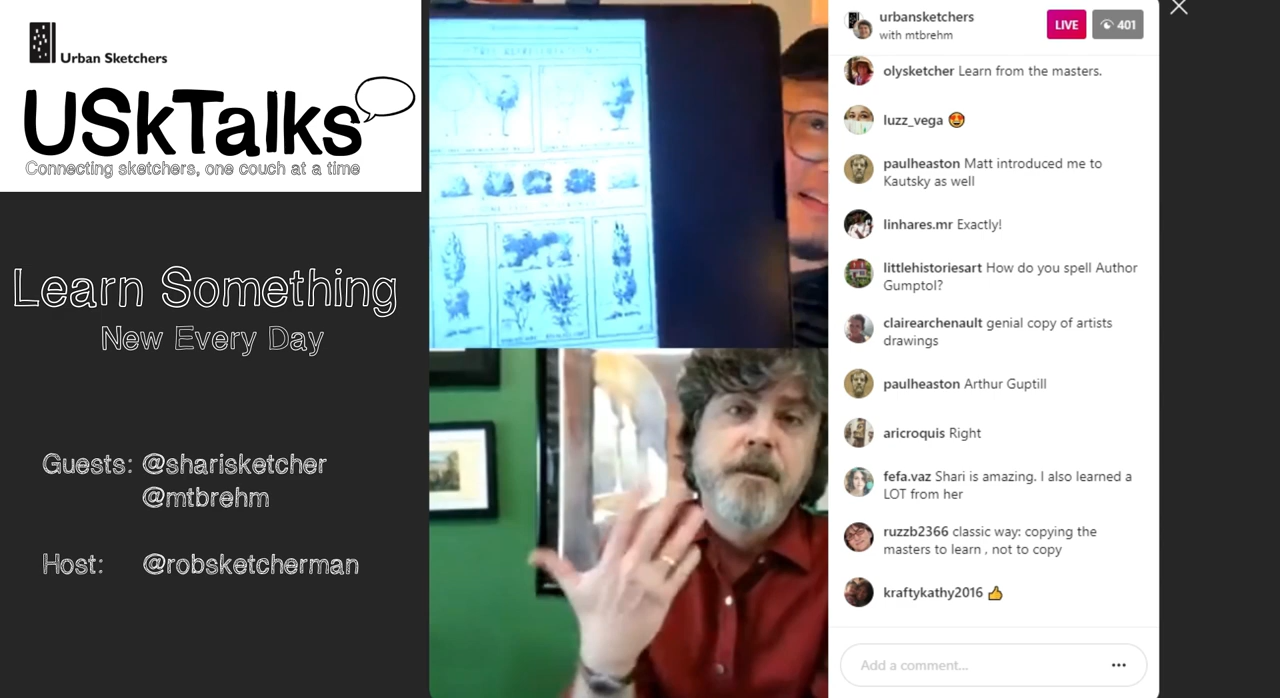 Urban Sketchers
USkTalks
Connecting sketchers, one couch at a time
Learn Something
New Every Day
Guests: @sharisketcher
@mtbrehm
Host: @robsketcherman
urbansketchers
with mtbrehm
LIVE
401
olysketcher Learn from the masters.
luzz_vega 😍
paulheaston Matt introduced me to
Kautsky as well
linhares.mr Exactly!
littlehistoriesart How do you spell Author
Gumptol?
clairearchenault genial copy of artists
drawings
paulheaston Arthur Guptill
aricroquis Right
fefa.vaz Shari is amazing. I also learned a
LOT from her
ruzzb2366 classic way: copying the
masters to learn , not to copy
kraftykathy2016 👍
Add a comment...